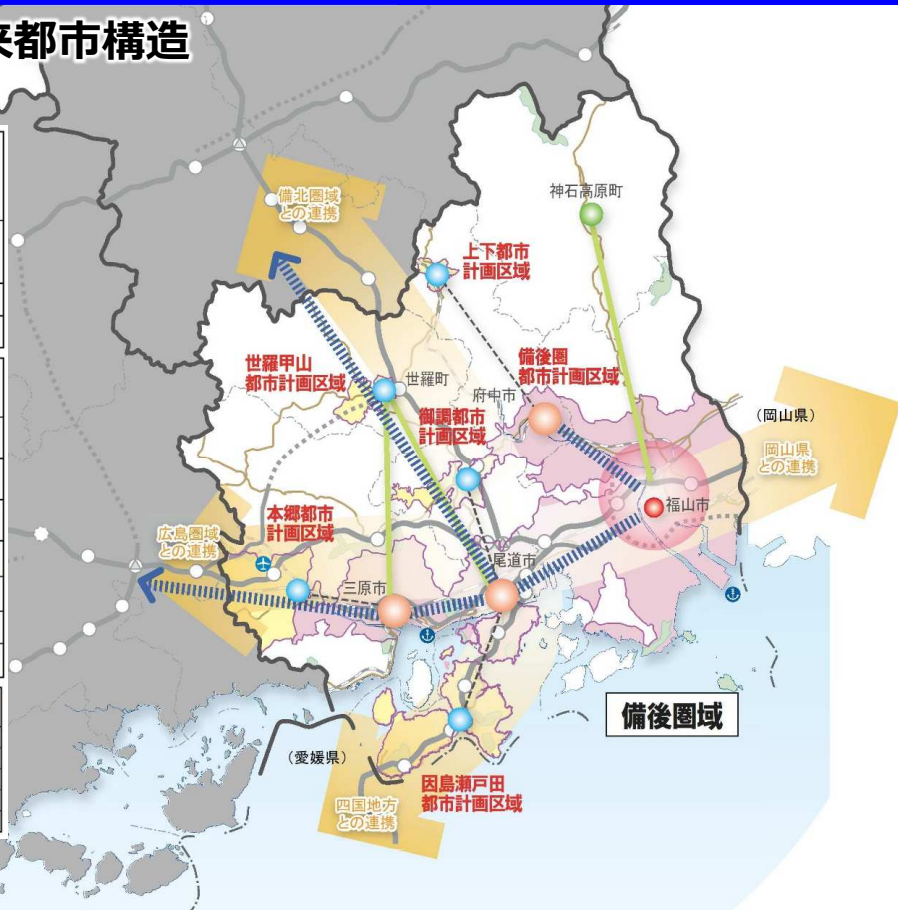 来都市構造
神石高原町
備北圏域
との連携
上下都市
計画区域
世羅甲山
都市計画区域
世羅町
備後圏
都市計画区域
府中市
御調都市
計画区域
（岡山県）
岡山県
との連携
福山市
本郷都市
計画区域
広島圏域
との連携
尾道市
三原市
備後圏域
（愛媛県）
因島瀬戸田
都市計画区域
四国地方
との連携